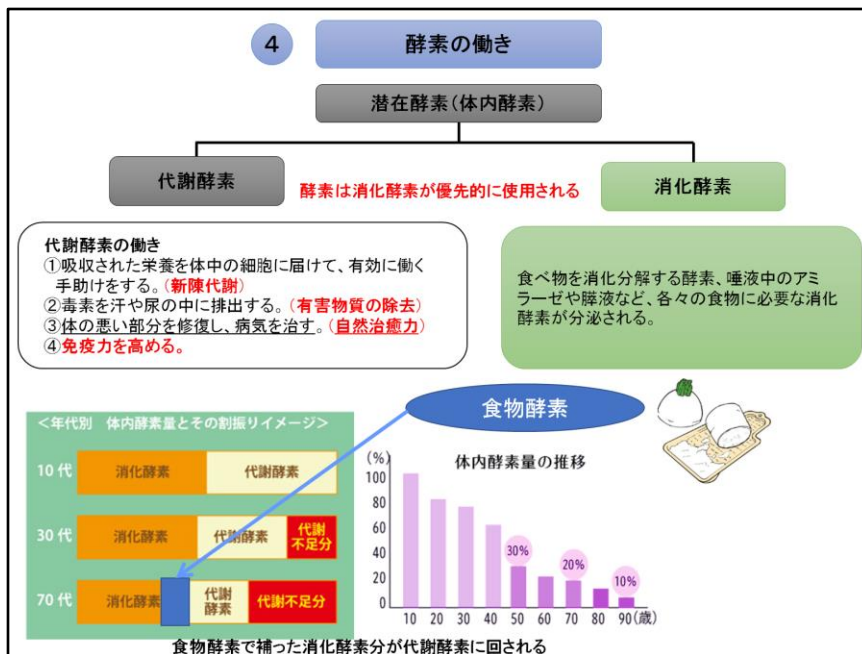 ④
酵素の働き
潜在酵素(体内酵素)
代謝酵素
酵素は消化酵素が優先的に使用される
消化酵素
代謝酵素の働き
①吸収された栄養を体中の細胞に届けて、有効に働く
手助けをする。(新陳代謝)
②毒素を汗や尿の中に排出する。(有害物質の除去)
③体の悪い部分を修復し、病気を治す。(自然治癒力)
④免疫力を高める。
食べ物を消化分解する酵素、唾液中のアミ
ラーゼや膵液など、各々の食物に必要な消化
酵素が分泌される。
食物酵素
<年代別 体内酵素量とその割振りイメージ>
10代
消化酵素
代謝酵素
30代
消化酵素
代謝酵素
代謝
不足分
70代
消化酵素
代謝
酵素
代謝不足分
(%)
体内酵素量の推移
100
80
60
40
20
0
30%
20%
10%
10 20 30 40 50 60 70 80 90(歳)
食物酵素で補った消化酵素分が代謝酵素に回される